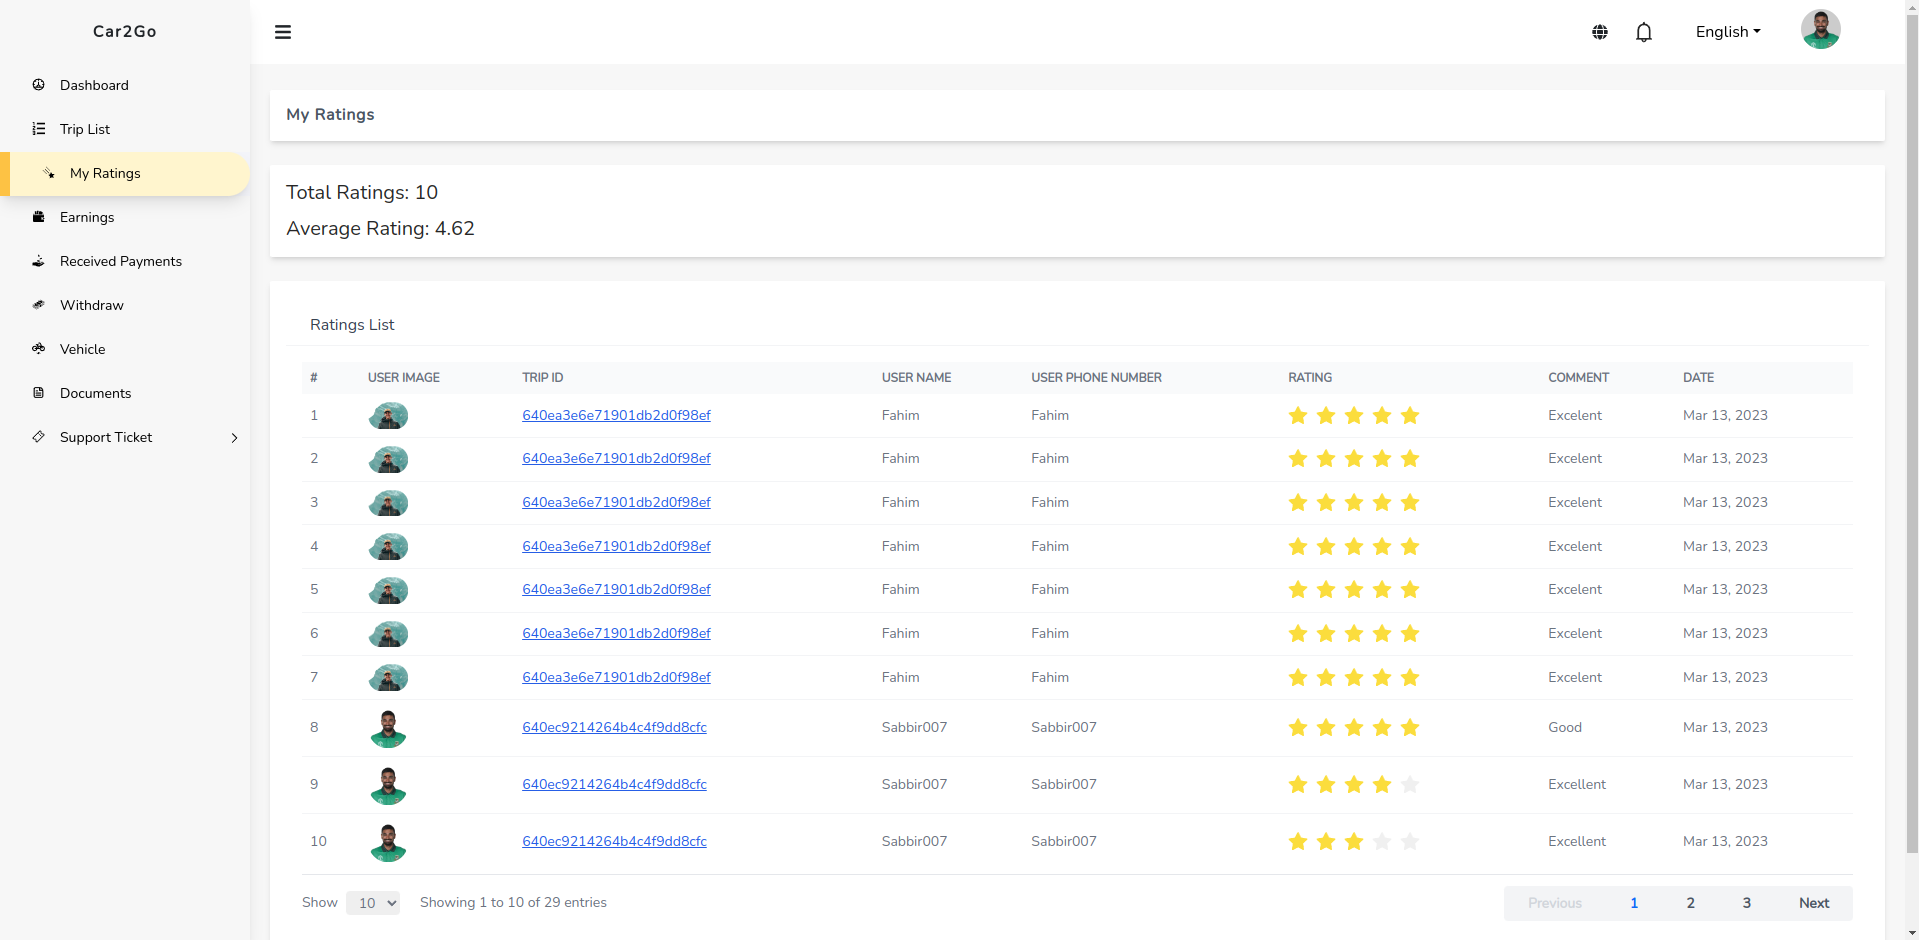 Car2Go
English
Dashboard
Trip List
My Ratings
Earnings
Received Payments
Withdraw
Vehicle
Documents
Support Ticket
My Ratings
Total Ratings: 10
Average Rating: 4.62
Ratings List
# USER IMAGE TRIP ID USER NAME USER PHONE NUMBER RATING COMMENT DATE
1 640ea3e6e71901db2d0f98ef Fahim Fahim Excelent Mar 13, 2023
2 640ea3e6e71901db2d0f98ef Fahim Fahim Excelent Mar 13, 2023
3 640ea3e6e71901db2d0f98ef Fahim Fahim Excelent Mar 13, 2023
4 640ea3e6e71901db2d0f98ef Fahim Fahim Excelent Mar 13, 2023
5 640ea3e6e71901db2d0f98ef Fahim Fahim Excelent Mar 13, 2023
6 640ea3e6e71901db2d0f98ef Fahim Fahim Excelent Mar 13, 2023
7 640ea3e6e71901db2d0f98ef Fahim Fahim Excelent Mar 13, 2023
8 640ec9214264b4c4f9dd8cfc Sabbir007 Sabbir007 Good Mar 13, 2023
9 640ec9214264b4c4f9dd8cfc Sabbir007 Sabbir007 Excellent Mar 13, 2023
10 640ec9214264b4c4f9dd8cfc Sabbir007 Sabbir007 Excellent Mar 13, 2023
Show 10 Showing 1 to 10 of 29 entries Previous 1 2 3 Next